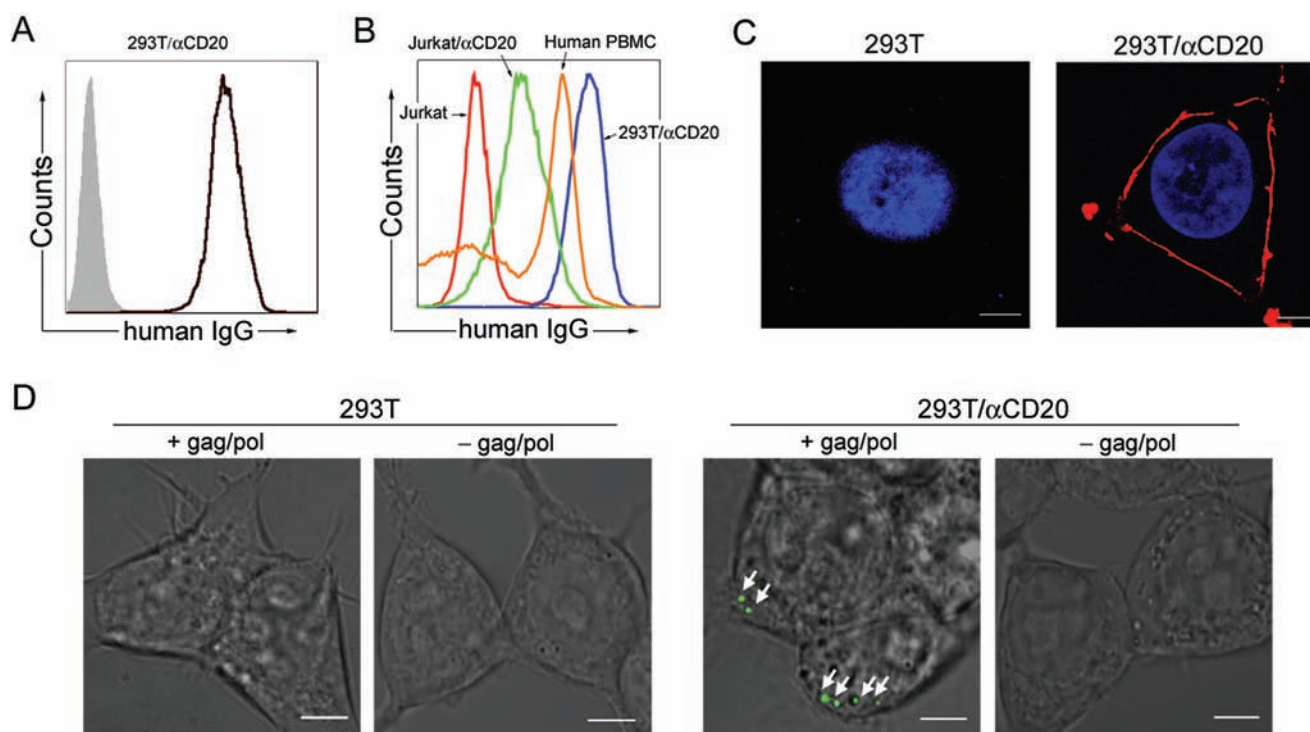 A
293T/αCD20
Counts
human IgG
B
Jurkat/αCD20
Human PBMC
Jurkat
293T/αCD20
Counts
human IgG
C
293T
293T/αCD20
D
293T
293T/αCD20
+ gag/pol
– gag/pol
+ gag/pol
– gag/pol